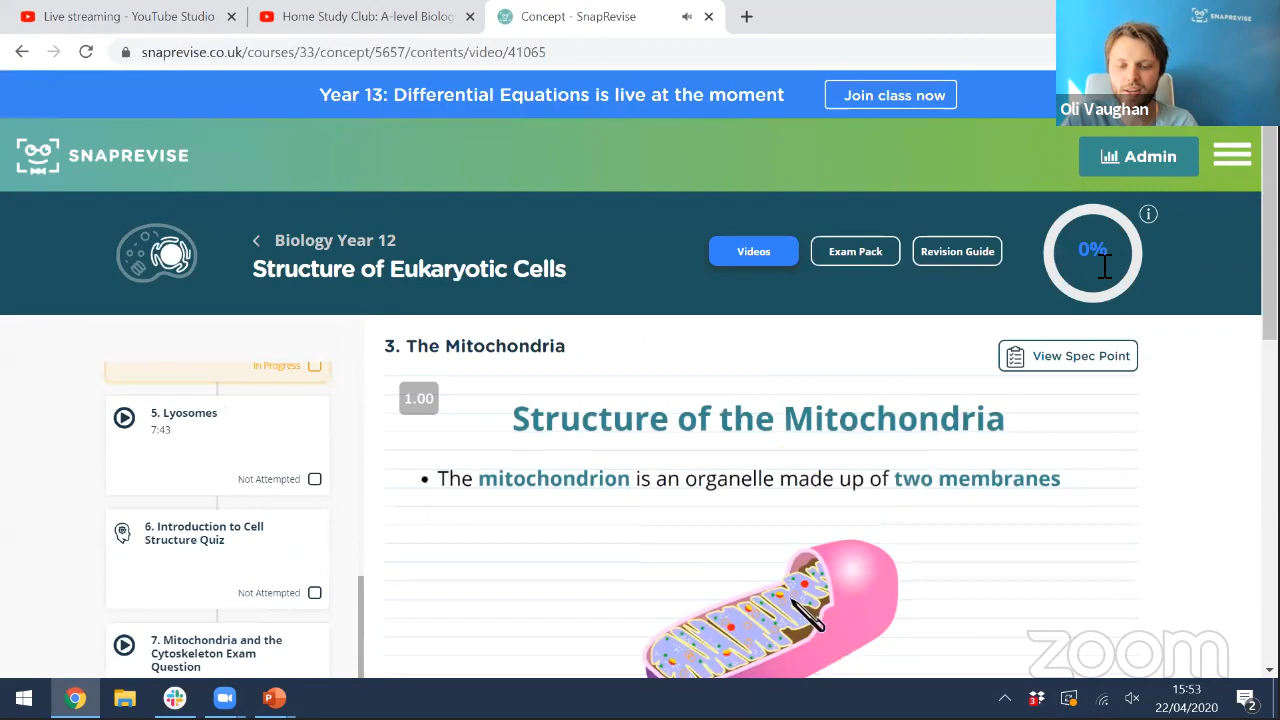 Live streaming - YouTube Studio
Home Study Club: A-level Biolog
Concept - SnapRevise
snaprevise.co.uk/courses/33/concept/5657/contents/video/41065
SNAPREVISE
Oli Vaughan
Year 13: Differential Equations is live at the moment
Join class now
SNAPREVISE
Admin
Biology Year 12
Structure of Eukaryotic Cells
Videos
Exam Pack
Revision Guide
0%
In Progress
5. Lyosomes
7:43
Not Attempted
6. Introduction to Cell
Structure Quiz
Not Attempted
7. Mitochondria and the
Cytoskeleton Exam
Question
3. The Mitochondria
View Spec Point
1.00
Structure of the Mitochondria
• The mitochondrion is an organelle made up of two membranes
zoom
3
15:53
22/04/2020
2